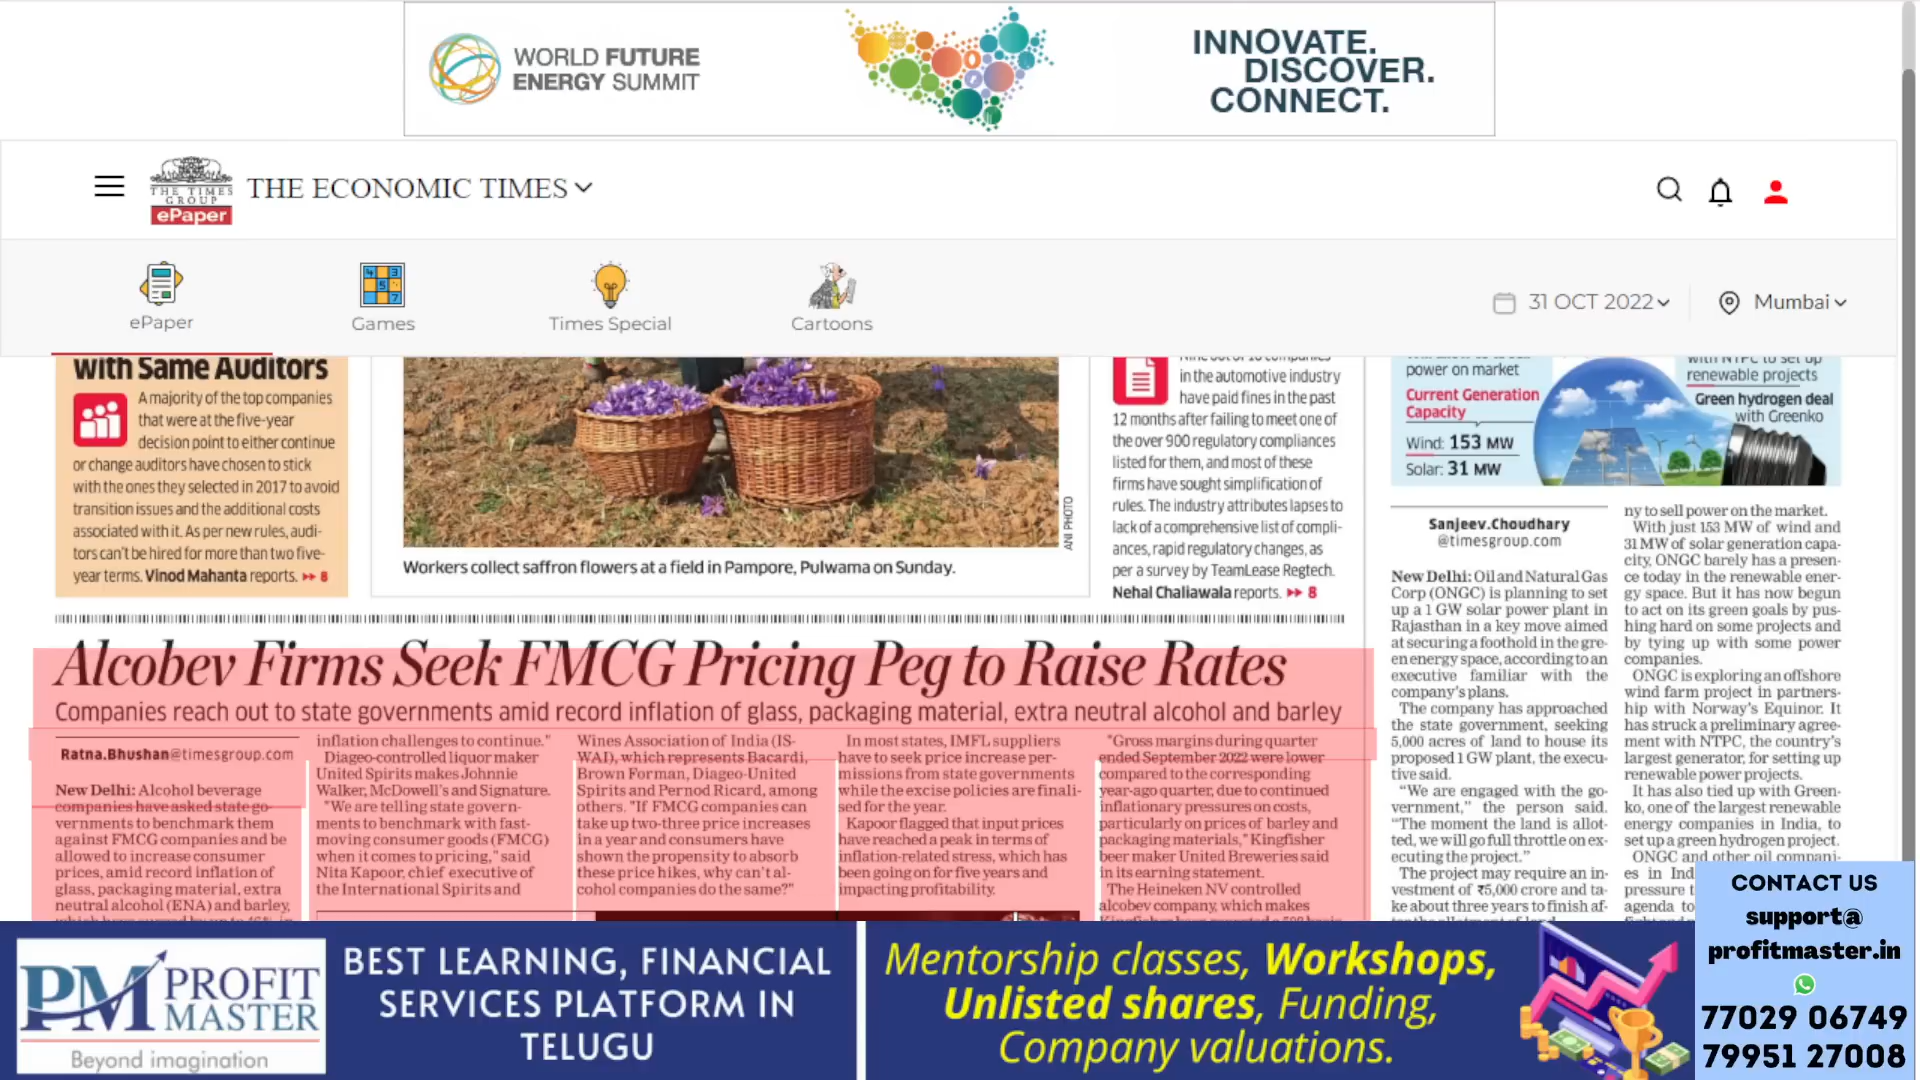 WORLD FUTURE
ENERGY SUMMIT
INNOVATE.
DISCOVER.
CONNECT.
THE TIMES
GROUP
ePaper
THE ECONOMIC TIMES
ePaper
Games
Times Special
Cartoons
31 OCT 2022
Mumbai
with Same Auditors
A majority of the top companies
that were at the five-year
decision point to either continue
or change auditors have chosen to stick
with the ones they selected in 2017 to avoid
transition issues and the additional costs
associated with it. As per new rules, audi-
tors can't be hired for more than two five-
year terms. Vinod Mahanta reports. 8
ANI PHOTO
Workers collect saffron flowers at a field in Pampore, Pulwama on Sunday.
Nine out of 10 companies
in the automotive industry
have paid fines in the past
12 months after failing to meet one of
the over 900 regulatory compliances
listed for them, and most of these
firms have sought simplification of
rules. The industry attributes lapses to
lack of a comprehensive list of compli-
ances, rapid regulatory changes, as
per a survey by TeamLease Regtech.
Nehal Chaliawala reports. 8
power on market
Current Generation
Capacity
Wind: 153 MW
Solar: 31 MW
with NTPC to set up
renewable projects
Green hydrogen deal
with Greenko
Alcobev Firms Seek FMCG Pricing Peg to Raise Rates
Companies reach out to state governments amid record inflation of glass, packaging material, extra neutral alcohol and barley
Ratna.Bhushan@timesgroup.com
New Delhi: Alcohol beverage
companies have asked state go-
vernments to benchmark them
against FMCG companies and be
allowed to increase consumer
prices, amid record inflation of
glass, packaging material, extra
neutral alcohol (ENA) and barley,
inflation challenges to continue."
Diageo-controlled liquor maker
United Spirits makes Johnnie
Walker, McDowell's and Signature.
"We are telling state govern-
ments to benchmark with fast-
moving consumer goods (FMCG)
when it comes to pricing," said
Nita Kapoor, chief executive of
the International Spirits and
Wines Association of India (IS-
WAI), which represents Bacardi,
Brown Forman, Diageo-United
Spirits and Pernod Ricard, among
others. "If FMCG companies can
take up two-three price increases
in a year and consumers have
shown the propensity to absorb
these price hikes, why can't al-
cohol companies do the same?"
In most states, IMFL suppliers
have to seek price increase per-
missions from state governments
while the excise policies are finali-
sed for the year.
Kapoor flagged that input prices
have reached a peak in terms of
inflation-related stress, which has
been going on for five years and
impacting profitability.
"Gross margins during quarter
ended September 2022 were lower
compared to the corresponding
year-ago quarter, due to continued
inflationary pressures on costs,
particularly on prices of barley and
packaging materials," Kingfisher
beer maker United Breweries said
in its earning statement.
The Heineken NV controlled
alcobev company, which makes
Sanjeev.Choudhary
@timesgroup.com
New Delhi: Oil and Natural Gas
Corp (ONGC) is planning to set
up a 1 GW solar power plant in
Rajasthan in a key move aimed
at securing a foothold in the gre-
en energy space, according to an
executive familiar with the
company's plans.
The company has approached
the state government, seeking
5,000 acres of land to house its
proposed 1 GW plant, the execu-
tive said.
"We are engaged with the go-
vernment," the person said.
"The moment the land is allot-
ted, we will go full throttle on ex-
ecuting the project."
The project may require an in-
vestment of ₹5,000 crore and ta-
ke about three years to finish af-
ny to sell power on the market.
With just 153 MW of wind and
31 MW of solar generation capa-
city, ONGC barely has a presen-
ce today in the renewable ener-
gy space. But it has now begun
to act on its green goals by pus-
hing hard on some projects and
by tying up with some power
companies.
ONGC is exploring an offshore
wind farm project in partners-
hip with Norway's Equinor. It
has struck a preliminary agree-
ment with NTPC, the country's
largest generator, for setting up
renewable power projects.
It has also tied up with Green-
ko, one of the largest renewable
energy companies in India, to
set up a green hydrogen project.
ONGC and other oil compani-
es in Ind
pressure t
agenda to
PM PROFIT
MASTER
Beyond imagination
BEST LEARNING, FINANCIAL
SERVICES PLATFORM IN
TELUGU
Mentorship classes, Workshops,
Unlisted shares, Funding,
Company valuations.
CONTACT US
support@
profitmaster.in
77029 06749
79951 27008